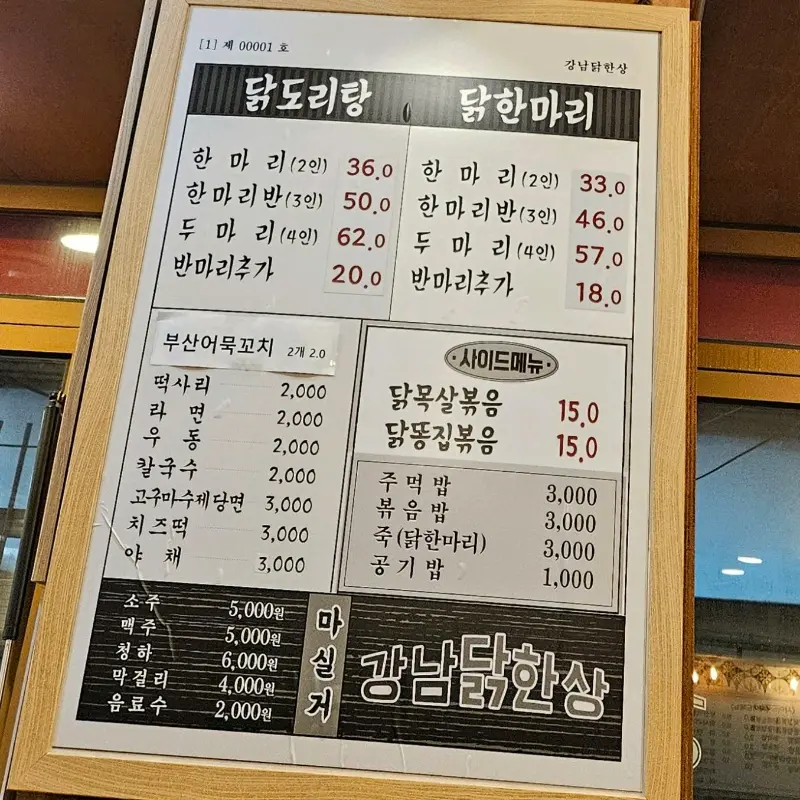 [1] 제 00001 호
강남닭한상
닭도리탕
한 마 리 (2인) 36.0
한마리반 (3인) 50.0
두 마 리 (4인) 62.0
반마리추가 20.0
닭한마리
한 마 리 (2인) 33.0
한마리반 (3인) 46.0
두 마 리 (4인) 57.0
반마리추가 18.0
부산어묵꼬치 2개 2.0
떡사리 2,000
라 면 2,000
우 동 2,000
칼국수 2,000
고구마수제당면 3,000
치즈떡 3,000
야 채 3,000
·사이드메뉴·
닭목살볶음 15.0
닭똥집볶음 15.0
주먹밥 3,000
볶음밥 3,000
죽(닭한마리) 3,000
공기밥 1,000
소주 5,000원
맥주 5,000원
청하 6,000원
막걸리 4,000원
음료수 2,000원
마실거
강남닭한상